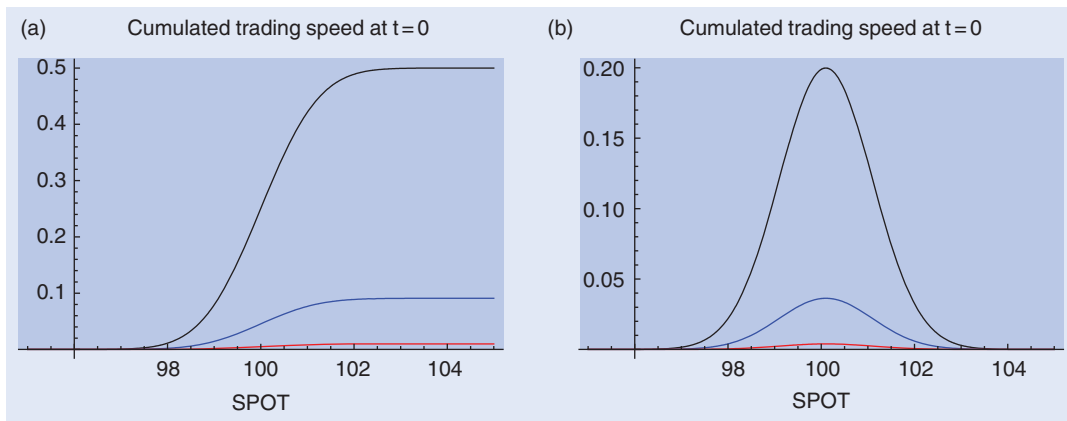 (a) Cumulated trading speed at t=0
0.5
0.4
0.3
0.2
0.1
98 100 102 104
SPOT
(b) Cumulated trading speed at t=0
0.20
0.15
0.10
0.05
98 100 102 104
SPOT